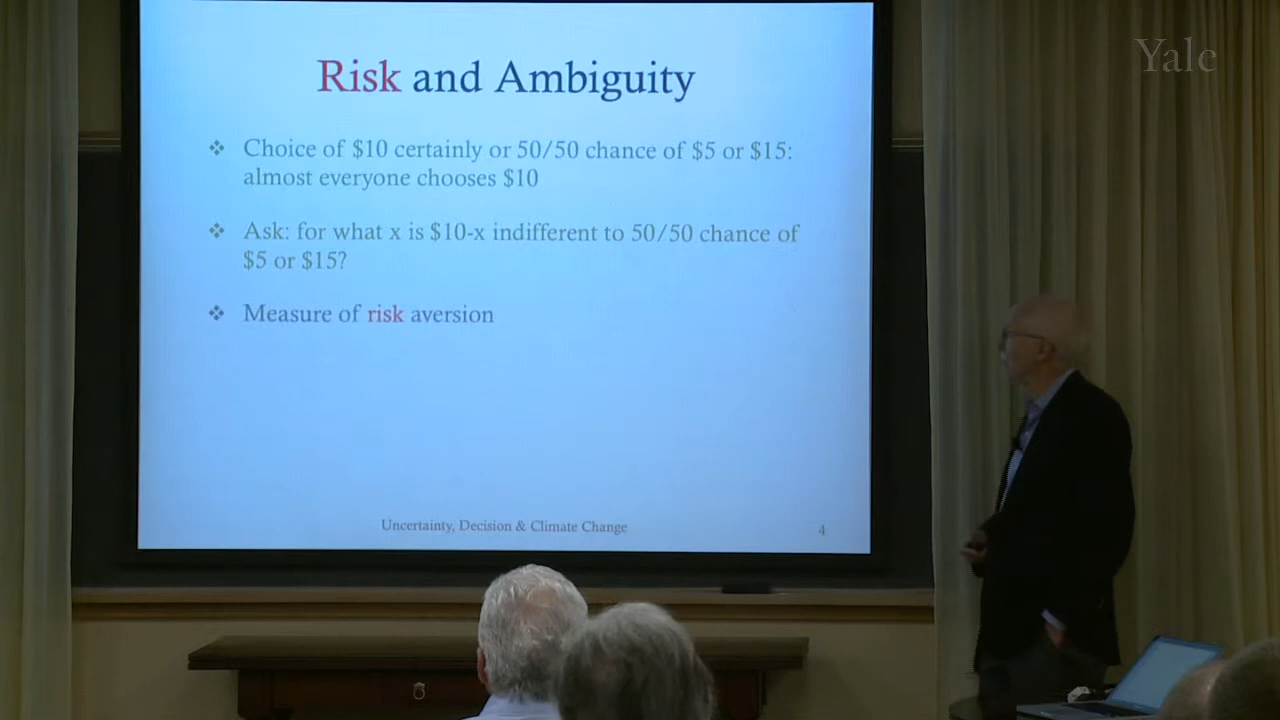 Yale
Risk and Ambiguity
❖ Choice of $10 certainly or 50/50 chance of $5 or $15:
almost everyone chooses $10
❖ Ask: for what x is $10-x indifferent to 50/50 chance of
$5 or $15?
❖ Measure of risk aversion
Uncertainty, Decision & Climate Change
4